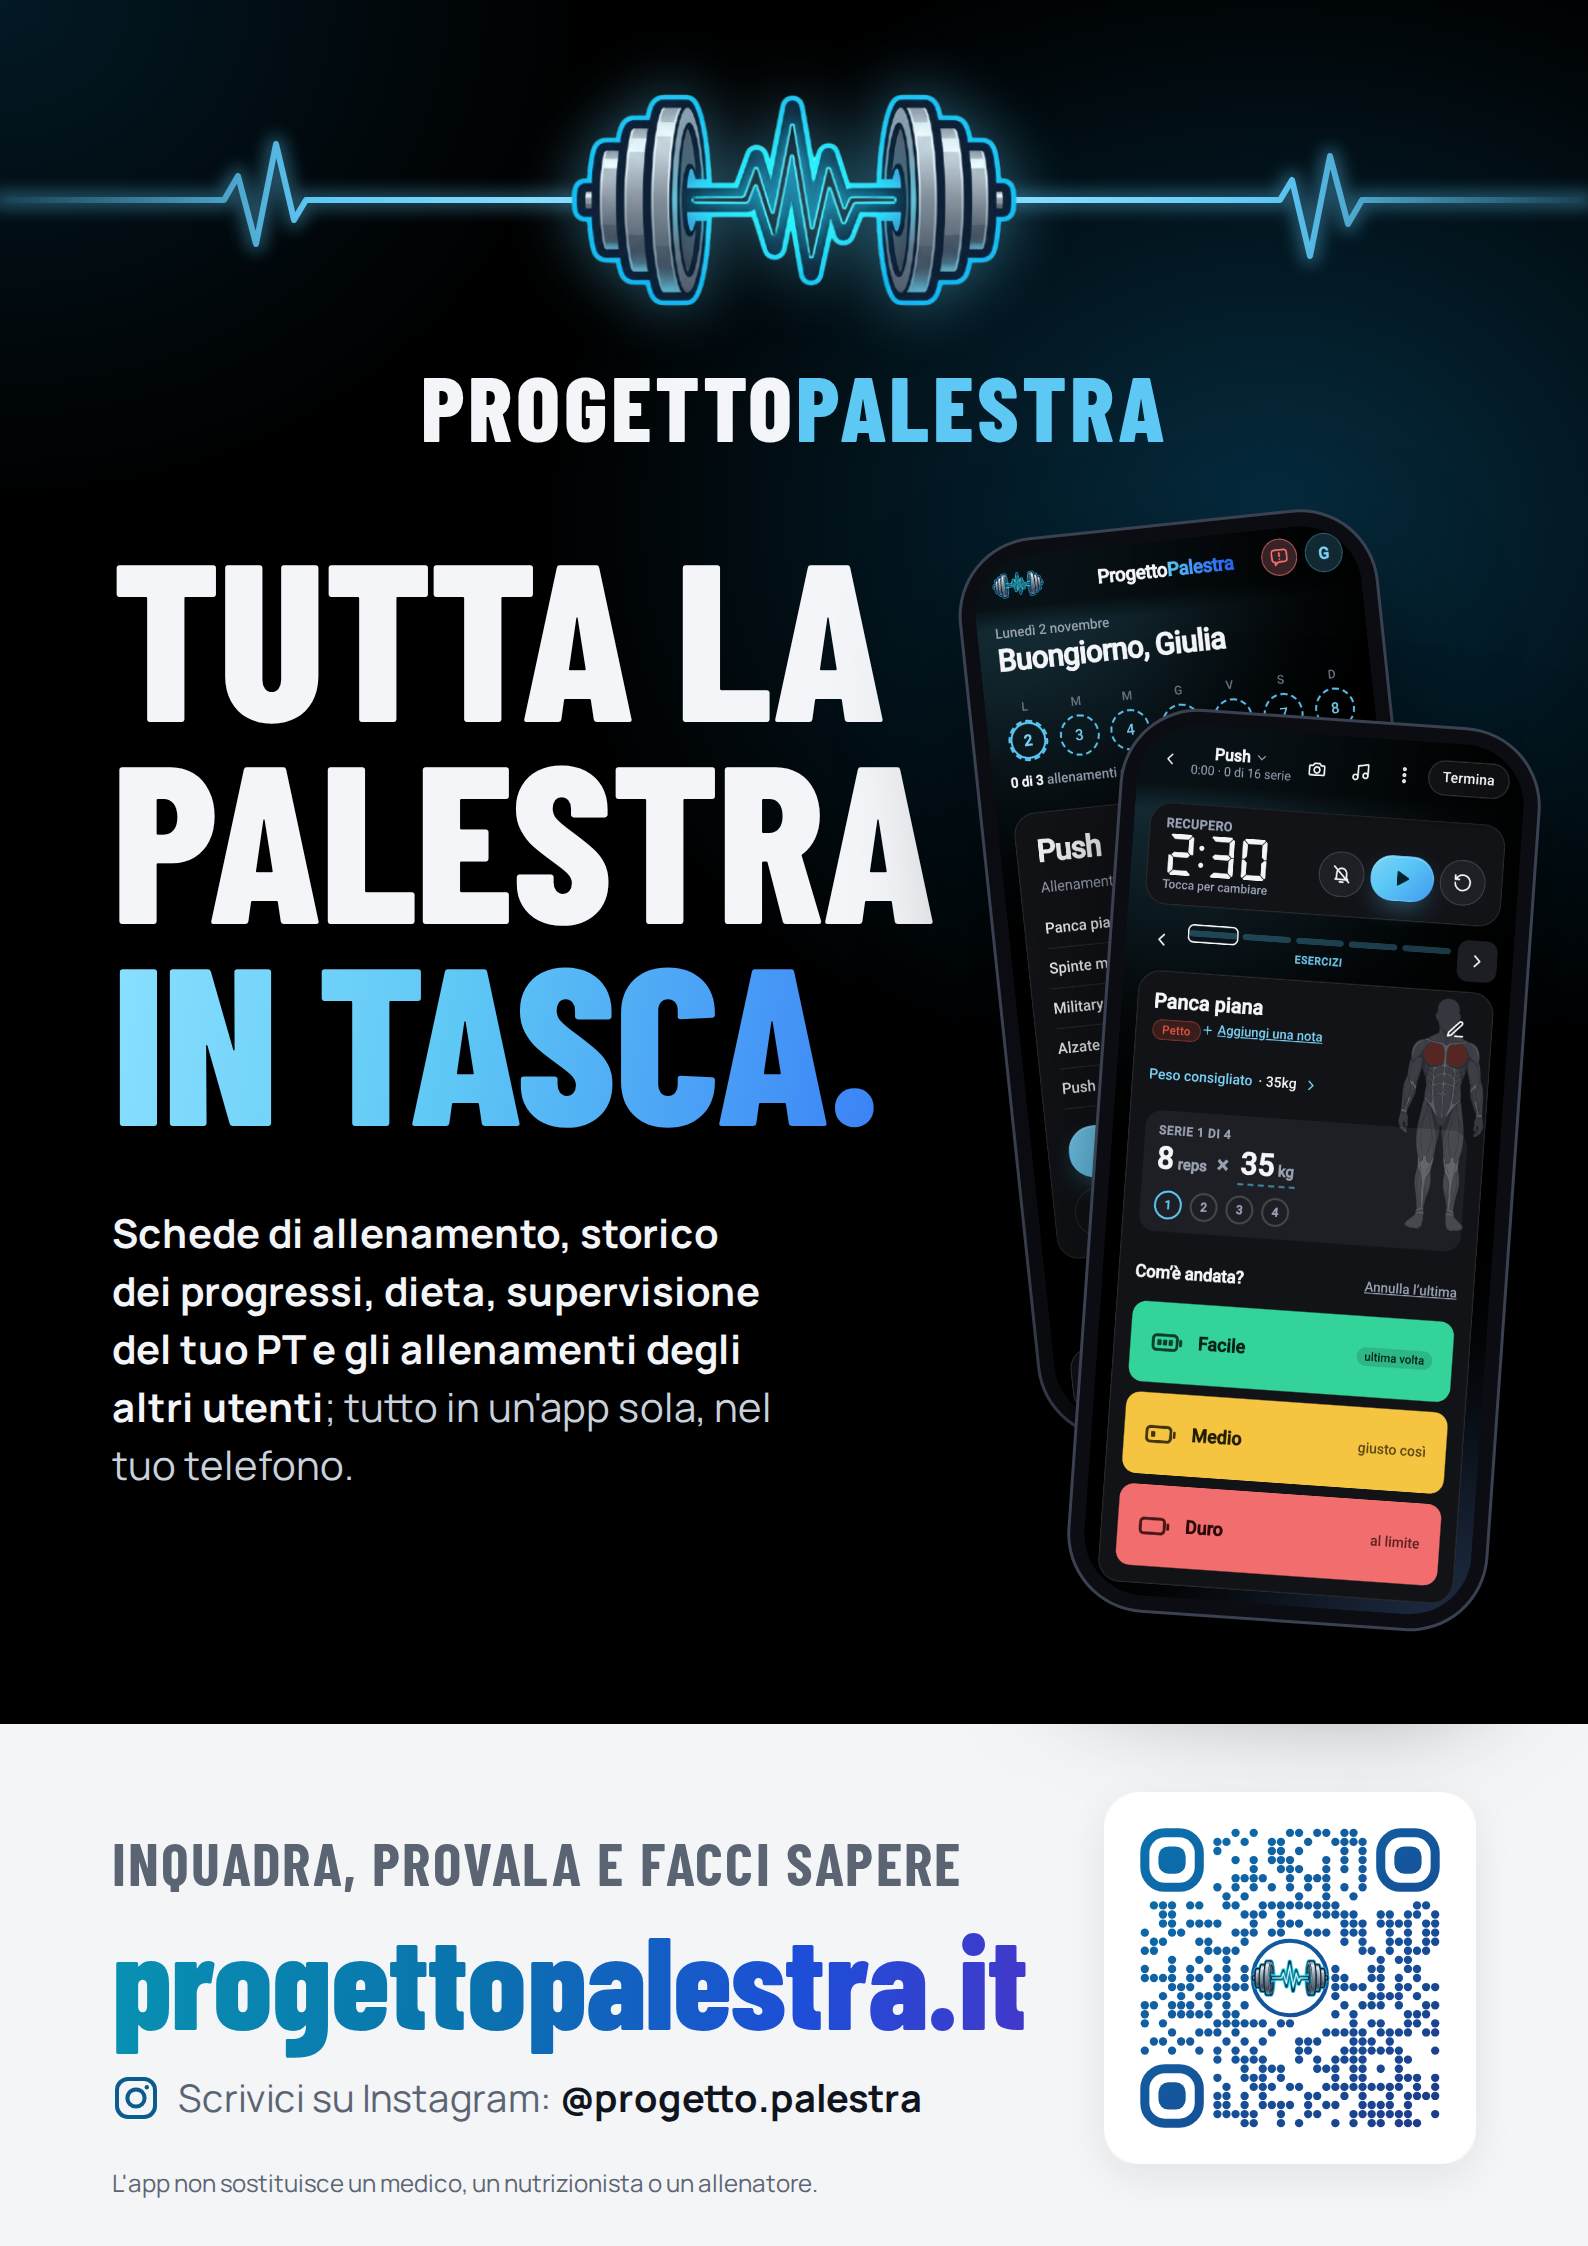 PROGETTOPALESTRA
TUTTA LA
PALESTRA
IN TASCA.
Schede di allenamento, storico
dei progressi, dieta, supervisione
del tuo PT e gli allenamenti degli
altri utenti; tutto in un'app sola, nel
tuo telefono.
ProgettoPalestra
G
Lunedì 2 novembre
Buongiorno, Giulia
L M M G V S D
2 3 4 7 8
0 di 3 allenamenti
Push
Allenament
Panca pia
Spinte m
Military
Alzate
Push
Push
0:00 · 0 di 16 serie
Termina
RECUPERO
2:30
Tocca per cambiare
ESERCIZI
Panca piana
Petto + Aggiungi una nota
Peso consigliato · 35kg
SERIE 1 DI 4
8 reps × 35 kg
1 2 3 4
Com'è andata?
Annulla l'ultima
Facile
ultima volta
Medio
giusto così
Duro
al limite
INQUADRA, PROVALA E FACCI SAPERE
progettopalestra.it
Scrivici su Instagram: @progetto.palestra
L'app non sostituisce un medico, un nutrizionista o un allenatore.